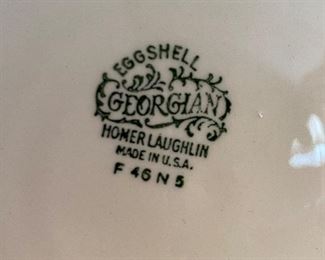 EGGSHELL
GEORGIAN
HOMER LAUGHLIN
MADE IN U.S.A.
F 46 N 5